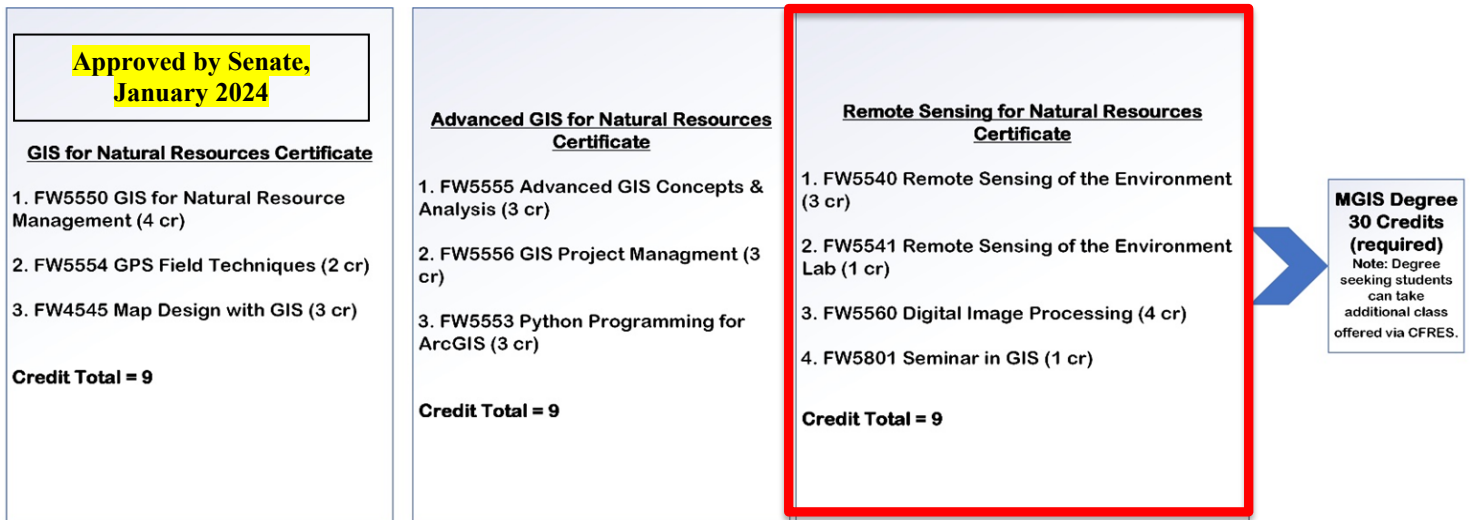 Approved by Senate,
January 2024
GIS for Natural Resources Certificate
1. FW5550 GIS for Natural Resource
Management (4 cr)
2. FW5554 GPS Field Techniques (2 cr)
3. FW4545 Map Design with GIS (3 cr)
Credit Total = 9
Advanced GIS for Natural Resources
Certificate
1. FW5555 Advanced GIS Concepts &
Analysis (3 cr)
2. FW5556 GIS Project Managment (3
cr)
3. FW5553 Python Programming for
ArcGIS (3 cr)
Credit Total = 9
Remote Sensing for Natural Resources
Certificate
1. FW5540 Remote Sensing of the Environment
(3 cr)
2. FW5541 Remote Sensing of the Environment
Lab (1 cr)
3. FW5560 Digital Image Processing (4 cr)
4. FW5801 Seminar in GIS (1 cr)
Credit Total = 9
MGIS Degree
30 Credits
(required)
Note: Degree
seeking students
can take
additional class
offered via CFRES.